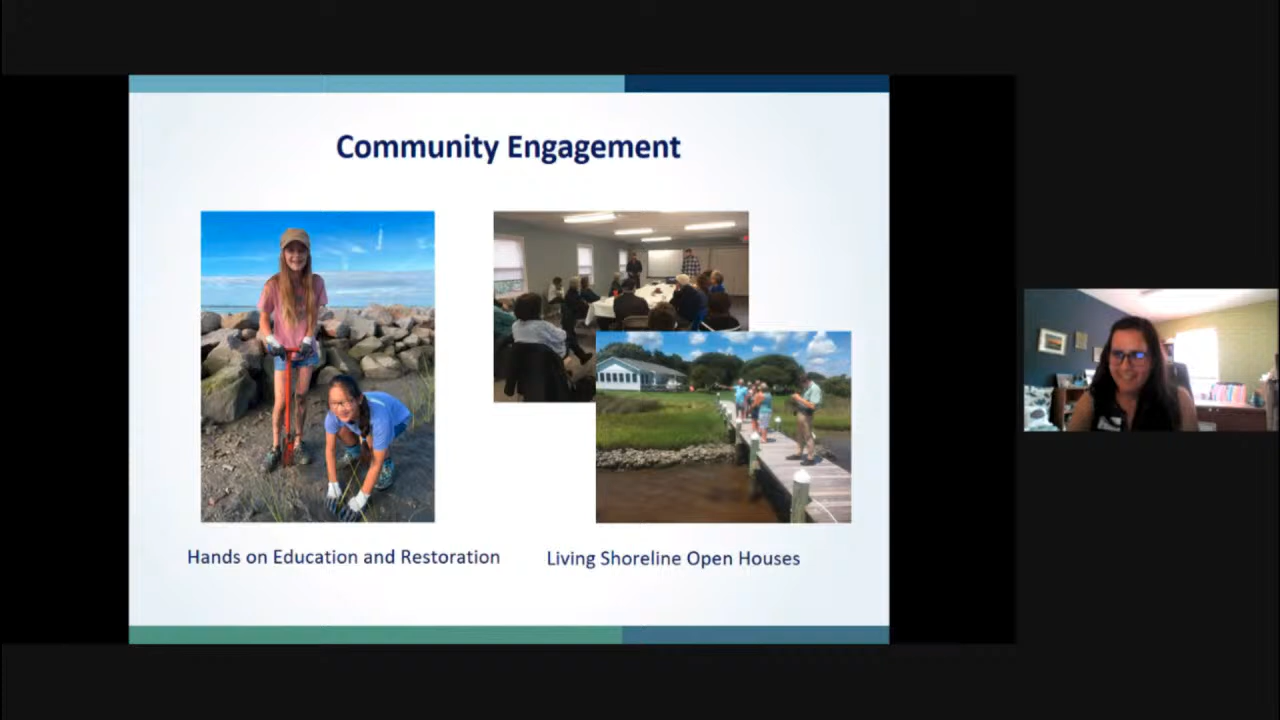 Community Engagement
Hands on Education and Restoration
Living Shoreline Open Houses